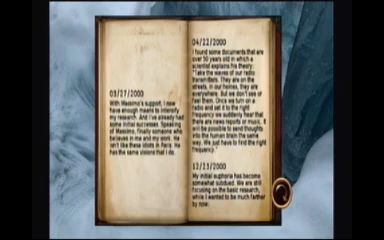 03/27/2000
With Massimo's support, I now
have enough means to intensify
my research. And I've already had
some initial successes. Speaking
of Massimo, finally someone who
believes in me and my work. He
isn't like these idiots in Paris. He
has the same visions that I do.
04/22/2000
I found some documents that are
over 50 years old in which a
scientist explains his theory:
"Take the waves of our radio
transmitters. They are on the
streets, in our homes, they are
everywhere. But we don't see or
feel them. Once we turn on a
radio and set it to the right
frequency we suddenly hear that
there are news reports or music. It
will be possible to send thoughts
into the human brain the same
way. We just have to find the right
frequency."
12/13/2000
My initial euphoria has become
somewhat subdued. We are still
focusing on the basic research,
while I wanted to be much farther
by now.